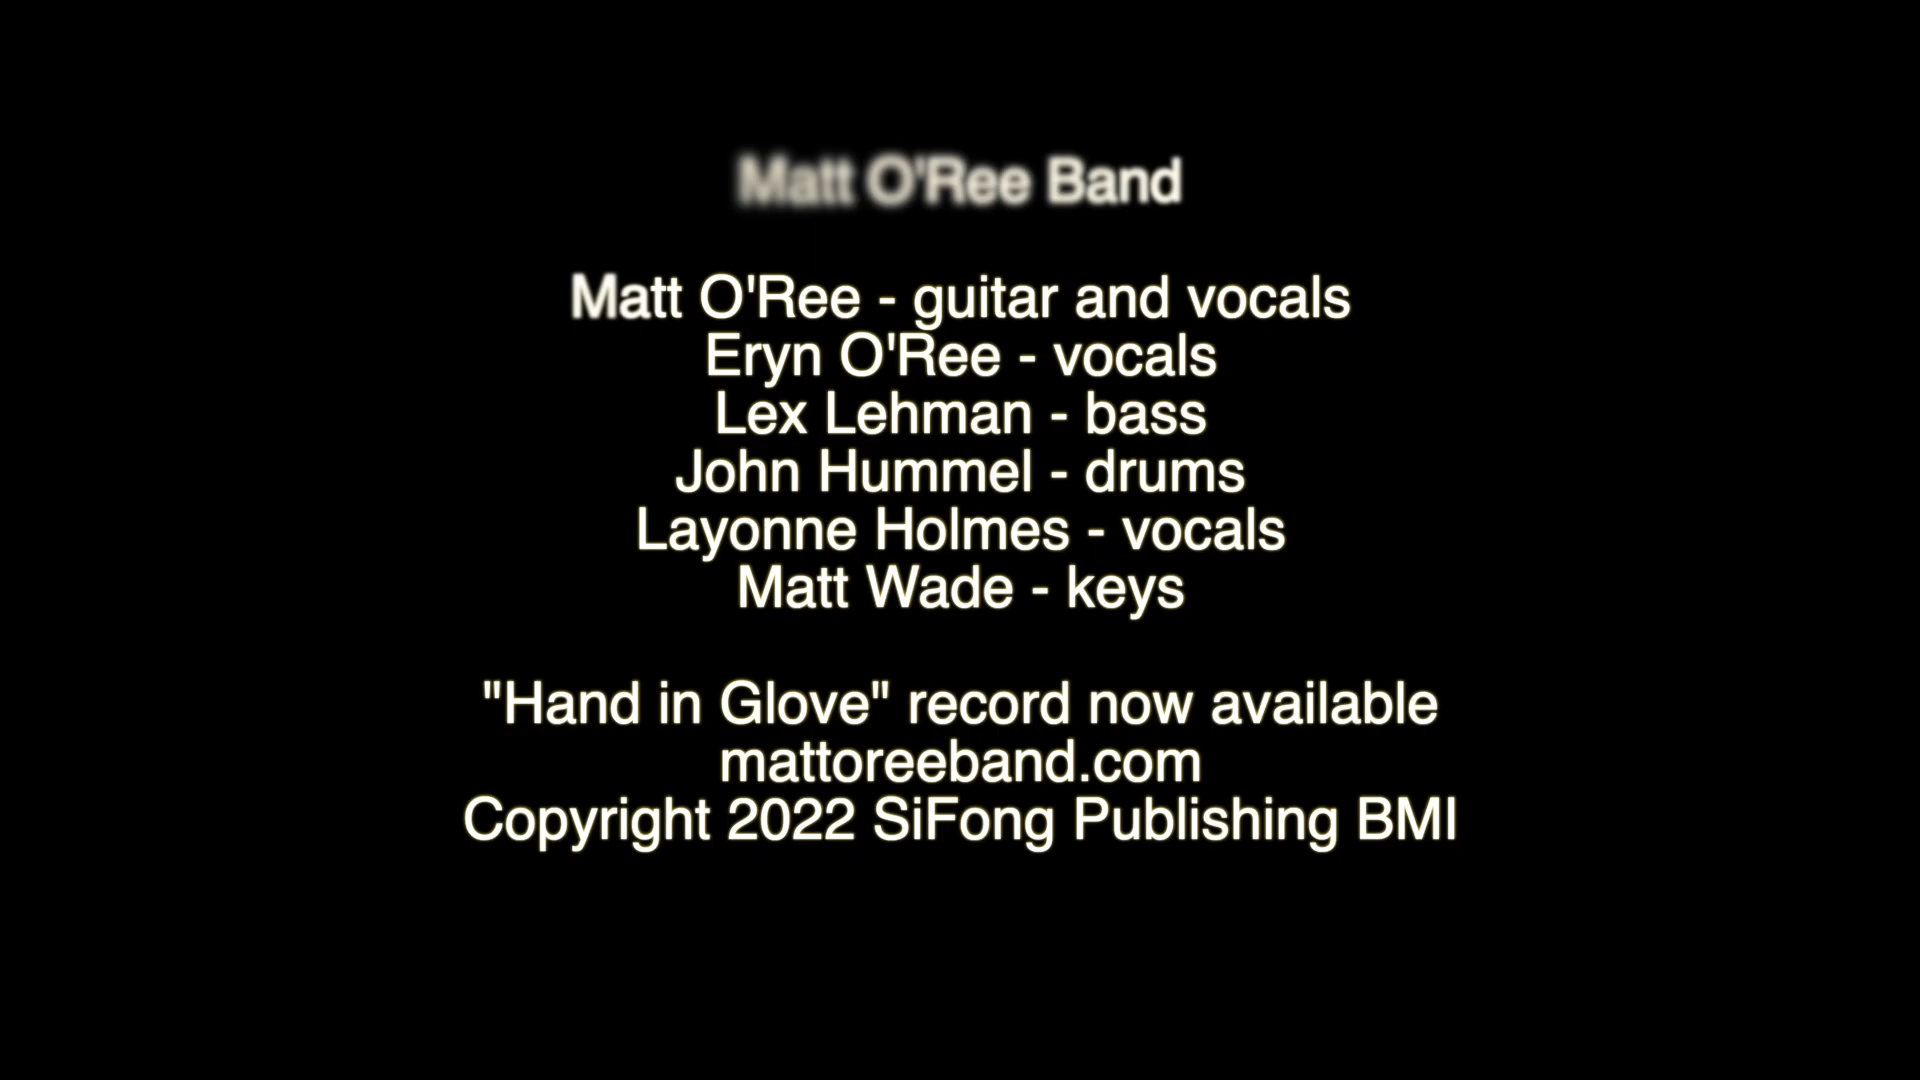 Matt O'Ree Band
Matt O'Ree - guitar and vocals
Eryn O'Ree - vocals
Lex Lehman - bass
John Hummel - drums
Layonne Holmes - vocals
Matt Wade - keys
"Hand in Glove" record now available
mattoreeband.com
Copyright 2022 SiFong Publishing BMI